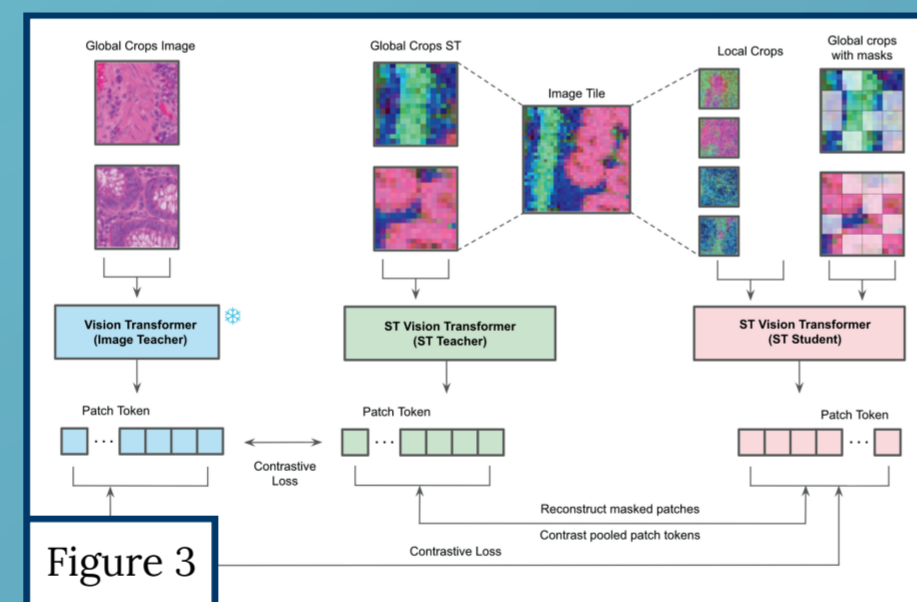 Global Crops Image
Global Crops ST
Local Crops
Global crops
with masks
Image Tile
Vision Transformer
(Image Teacher)
ST Vision Transformer
(ST Teacher)
ST Vision Transformer
(ST Student)
Patch Token
Patch Token
Patch Token
...
...
...
Contrastive
Loss
Reconstruct masked patches
Contrast pooled patch tokens
Contrastive Loss
Figure 3